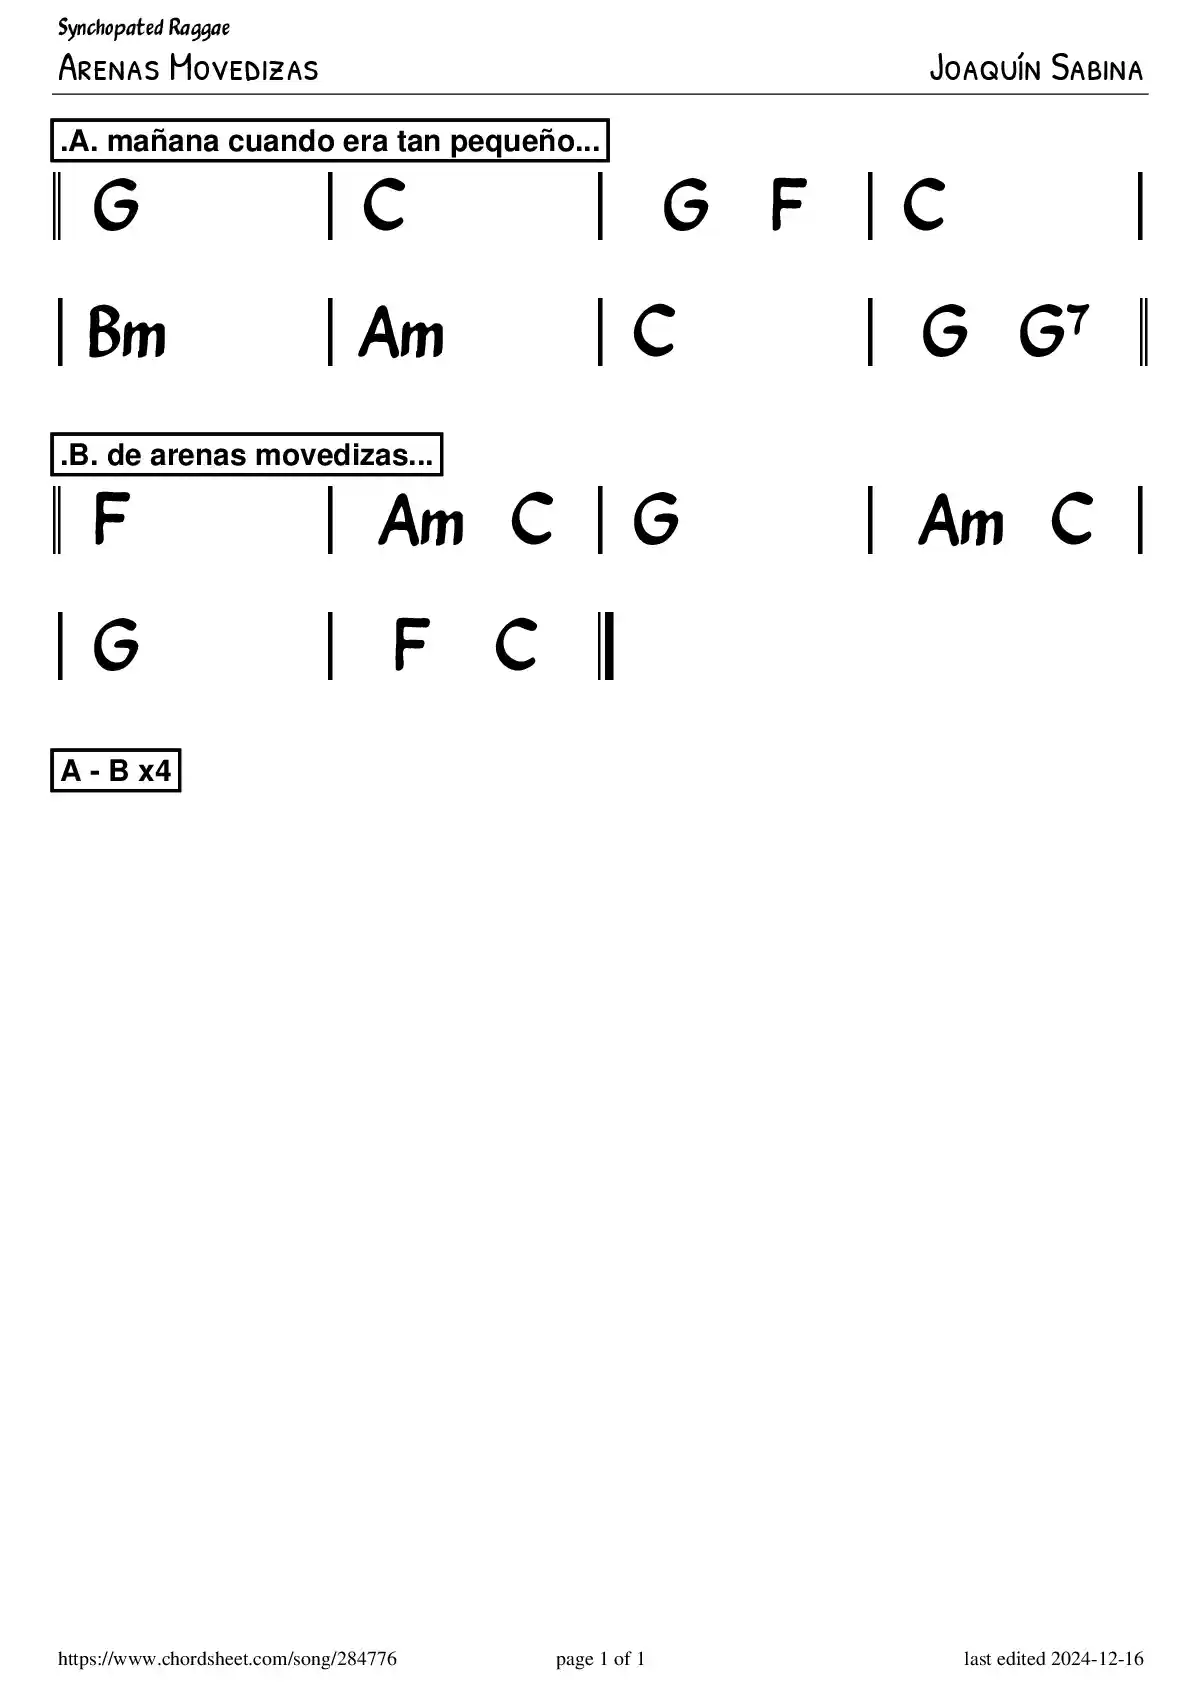 Synchopated Raggae
Arenas Movedizas Joaquín Sabina
.A. mañana cuando era tan pequeño...
G C G F C
Bm Am C G G7
.B. de arenas movedizas...
F Am C G Am C
G F C
A - B x4
https://www.chordsheet.com/song/284776 page 1 of 1 last edited 2024-12-16